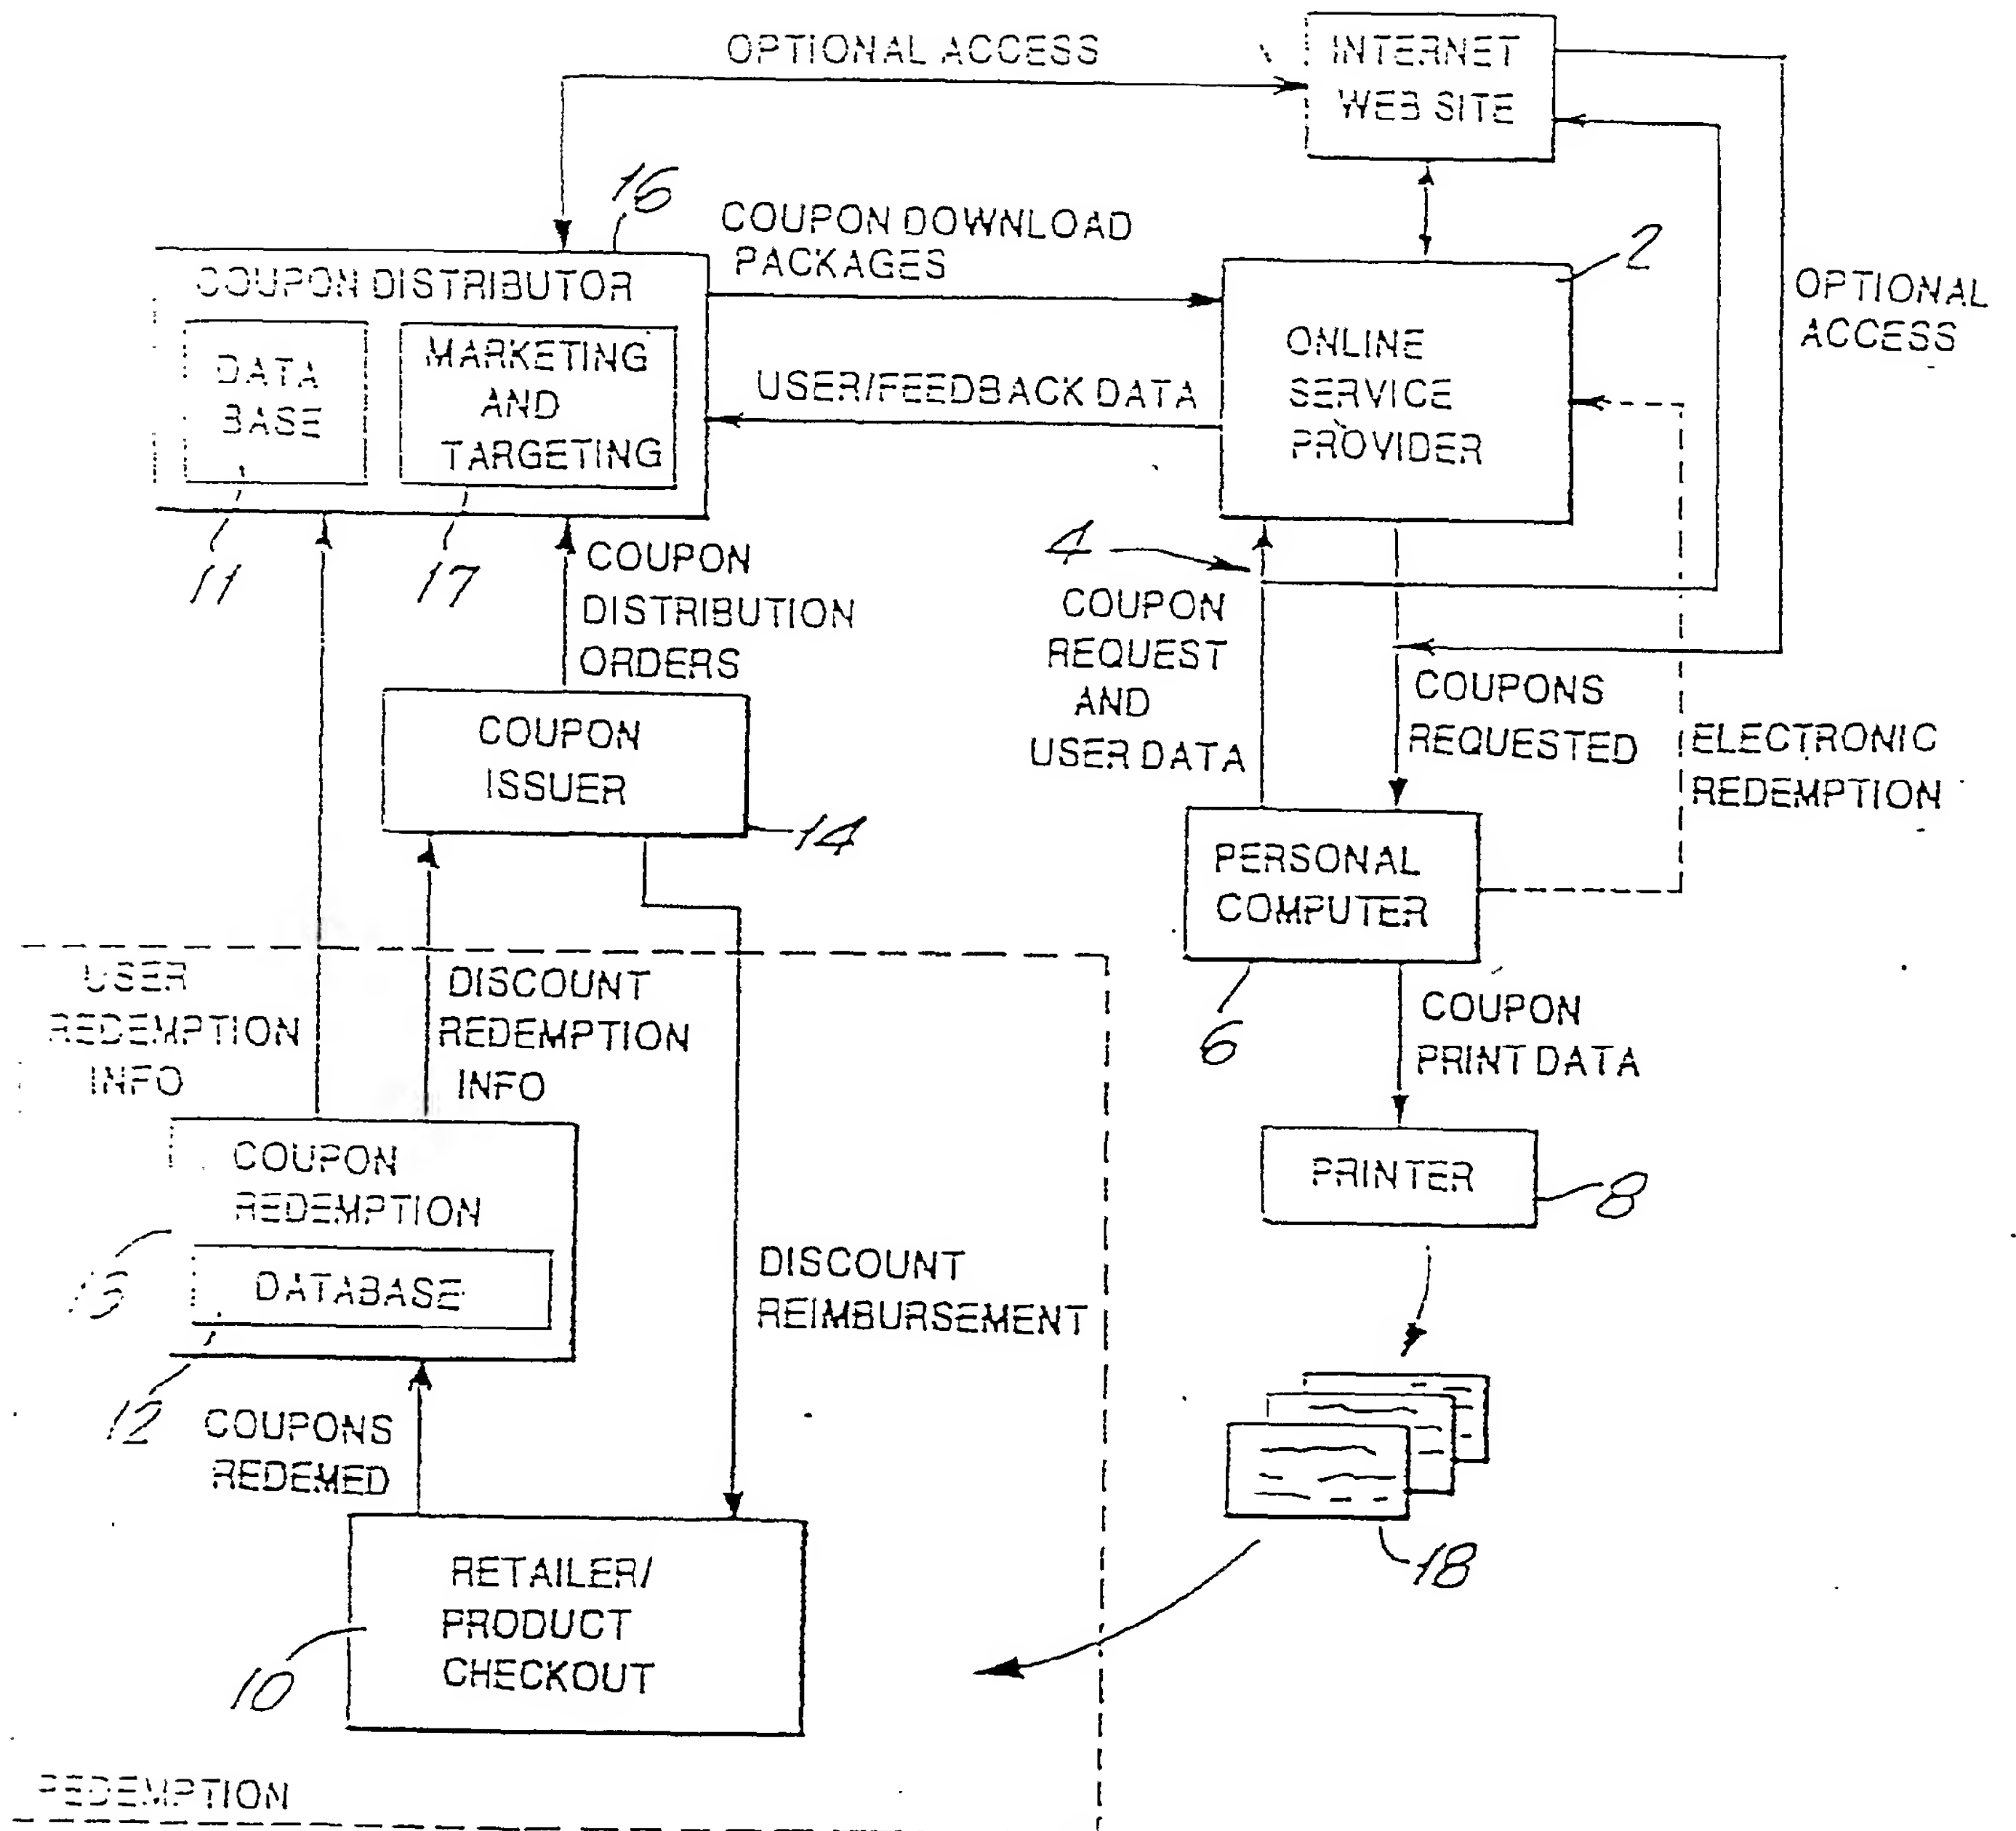 OPTIONAL ACCESS
INTERNET
WEB SITE
16
COUPON DOWNLOAD
PACKAGES
2
COUPON DISTRIBUTOR
DATA
BASE
MARKETING
AND
TARGETING
USER/FEEDBACK DATA
ONLINE
SERVICE
PROVIDER
OPTIONAL
ACCESS
11
17
COUPON
DISTRIBUTION
ORDERS
4
COUPON
REQUEST
AND
USER DATA
COUPONS
REQUESTED
ELECTRONIC
REDEMPTION
COUPON
ISSUER
14
PERSONAL
COMPUTER
6
USER
REDEMPTION
INFO
DISCOUNT
REDEMPTION
INFO
COUPON
PRINT DATA
COUPON
REDEMPTION
DATABASE
12
PRINTER
8
DISCOUNT
REIMBURSEMENT
COUPONS
REDEMED
18
RETAILER/
PRODUCT
CHECKOUT
10
REDEMPTION